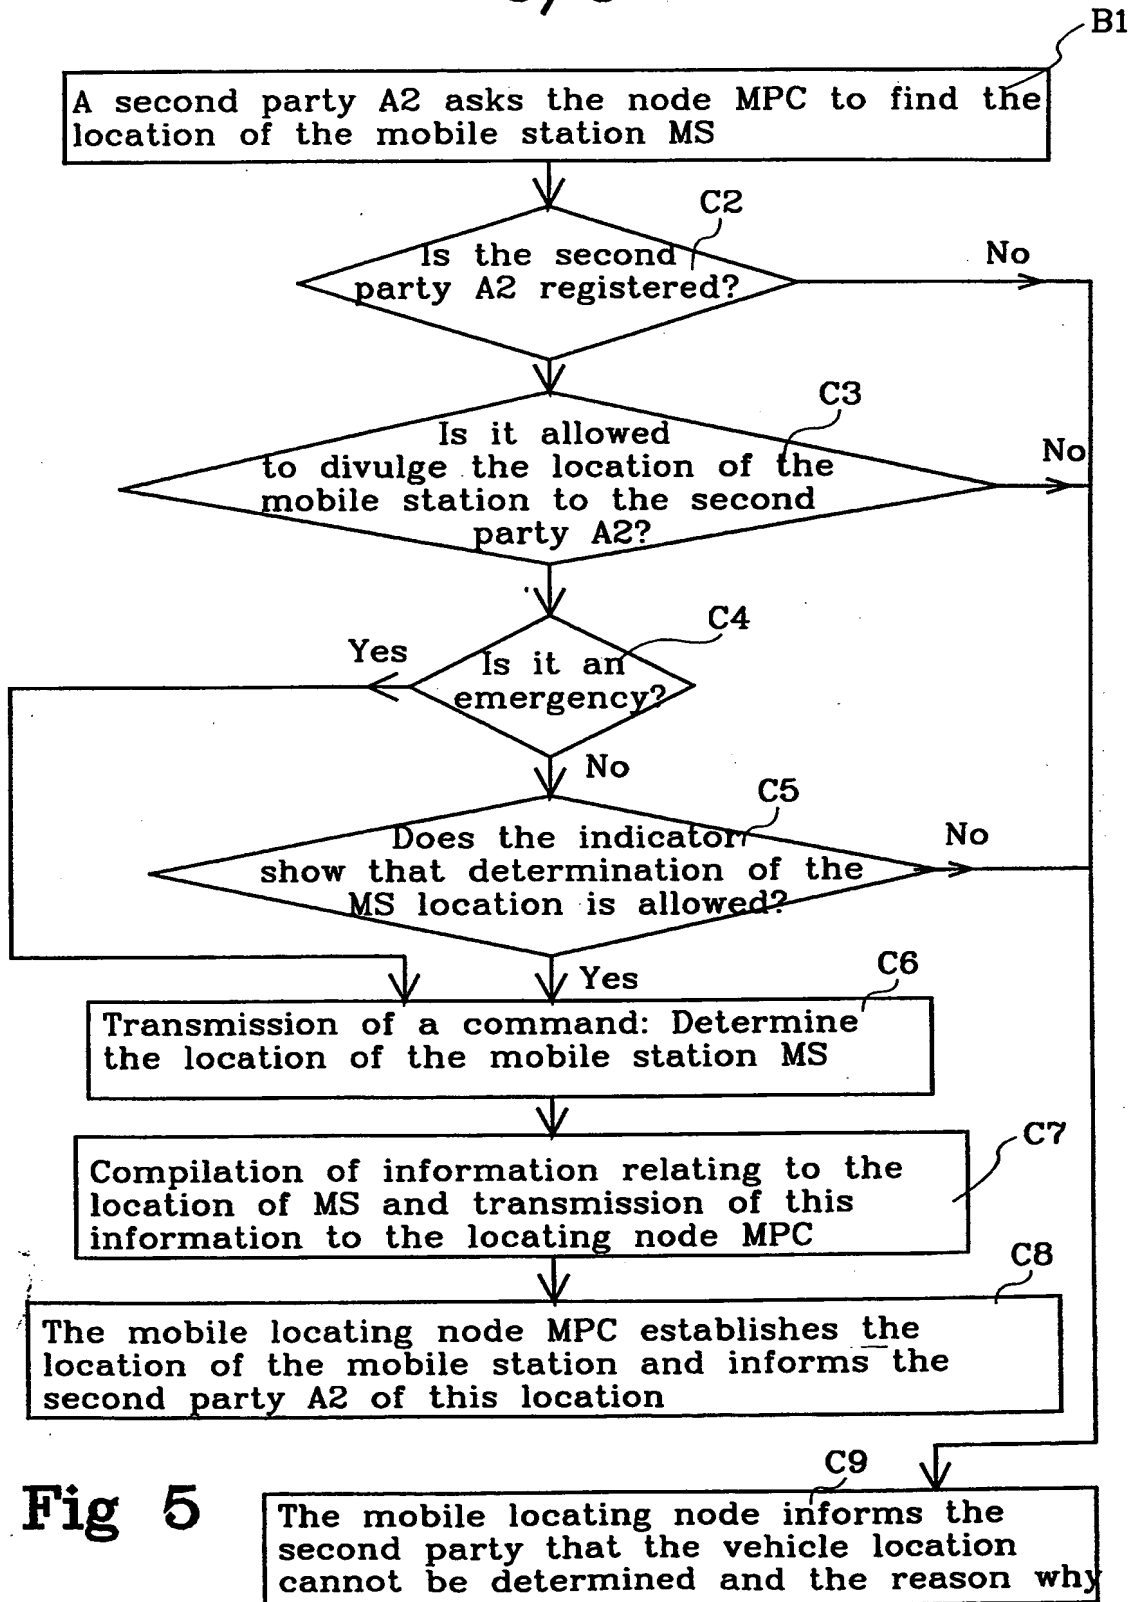 B1
A second party A2 asks the node MPC to find the
location of the mobile station MS
C2
Is the second
party A2 registered?
No
C3
Is it allowed
to divulge the location of the
mobile station to the second
party A2?
No
C4
Yes
Is it an
emergency?
No
C5
Does the indicator
show that determination of the
MS location is allowed?
No
Yes
C6
Transmission of a command: Determine
the location of the mobile station MS
C7
Compilation of information relating to the
location of MS and transmission of this
information to the locating node MPC
C8
The mobile locating node MPC establishes the
location of the mobile station and informs the
second party A2 of this location
C9
Fig 5
The mobile locating node informs the
second party that the vehicle location
cannot be determined and the reason why